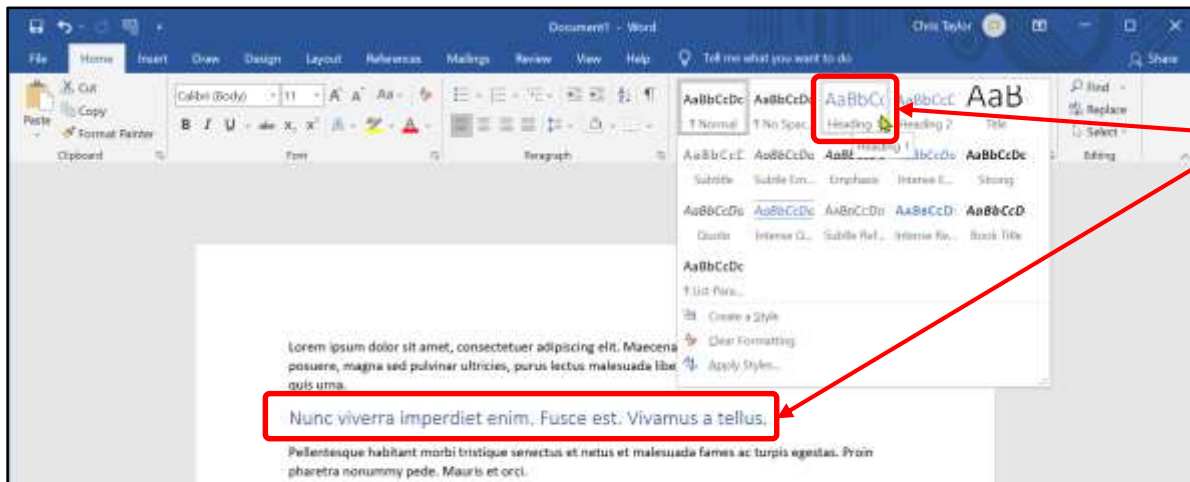 Document1 - Word
Chris Taylor
File Home Insert Draw Design Layout References Mailings Review View Help Tell me what you want to do Share
Paste
Cut
Copy
Format Painter
Clipboard
Calibri (Body) 11
Font
Paragraph
AaBbCcDc AaBbCcDc AaBbCc AaBbCcC AaB
¶ Normal ¶ No Spac... Heading Heading 2 Title
Heading 1
AaBbCcC AaBbCcDc AaBbCcDc AaBbCcDc
Subtitle Subtle Em... Emphasis Intense E... Strong
AaBbCcDc AaBbCcDc AaBbCcDc AaBbCcD AaBbCcD
Quote Intense Q... Subtle Ref... Intense Re... Book Title
AaBbCcDc
¶ List Para...
Create a Style
Clear Formatting
Apply Styles...
Find
Replace
Select
Editing
Lorem ipsum dolor sit amet, consectetuer adipiscing elit. Maecena
posuere, magna sed pulvinar ultricies, purus lectus malesuada libe
quis urna.
Nunc viverra imperdiet enim. Fusce est. Vivamus a tellus.
Pellentesque habitant morbi tristique senectus et netus et malesuada fames ac turpis egestas. Proin
pharetra nonummy pede. Mauris et orci.